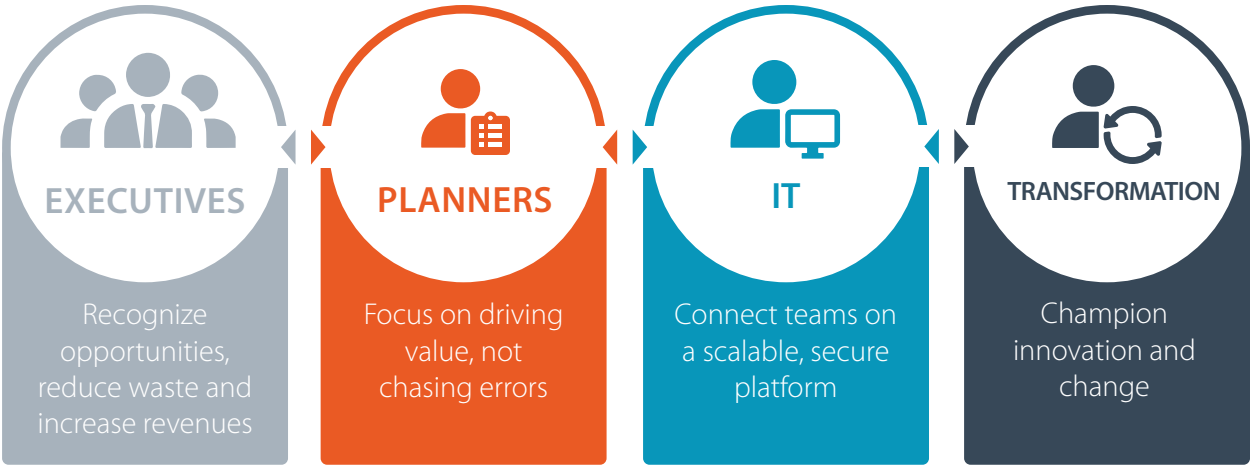 EXECUTIVES
Recognize
opportunities,
reduce waste and
increase revenues
PLANNERS
Focus on driving
value, not
chasing errors
IT
Connect teams on
a scalable, secure
platform
TRANSFORMATION
Champion
innovation and
change